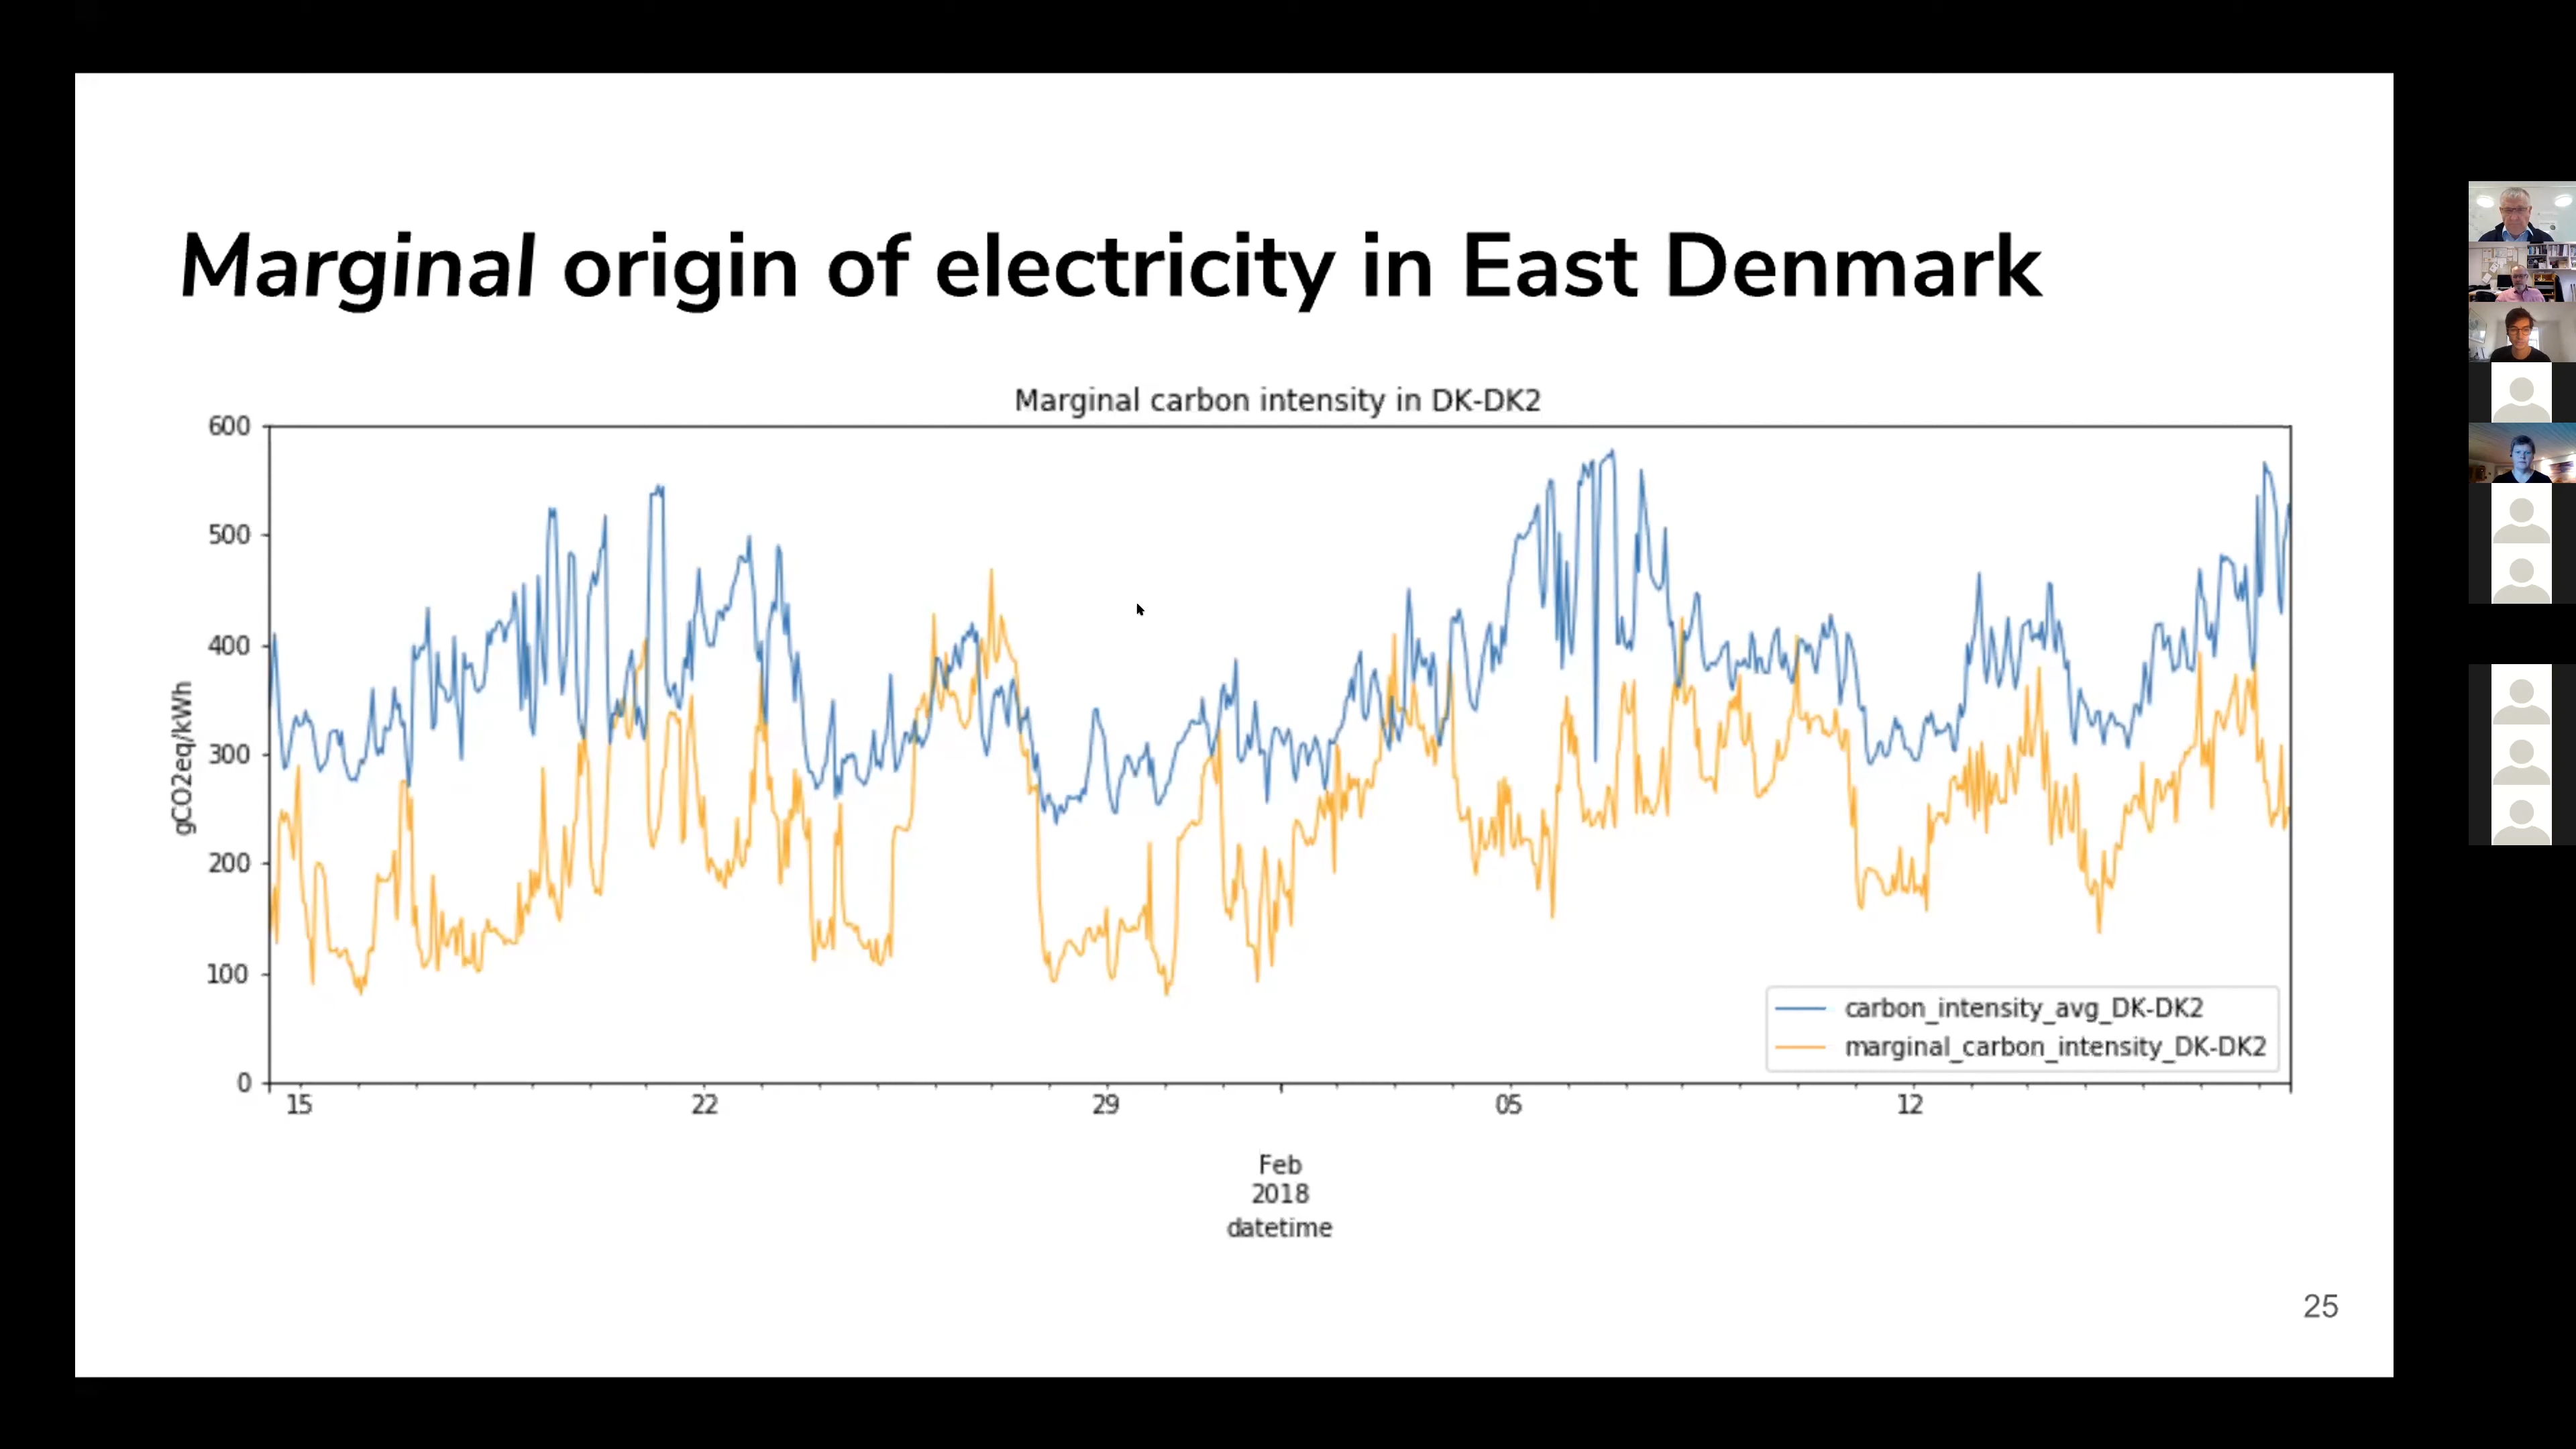 Marginal origin of electricity in East Denmark
Marginal carbon intensity in DK-DK2
600
500
400
300
200
100
0
gCO2eq/kWh
carbon_intensity_avg_DK-DK2
marginal_carbon_intensity_DK-DK2
15 22 29 05 12
Feb
2018
datetime
25